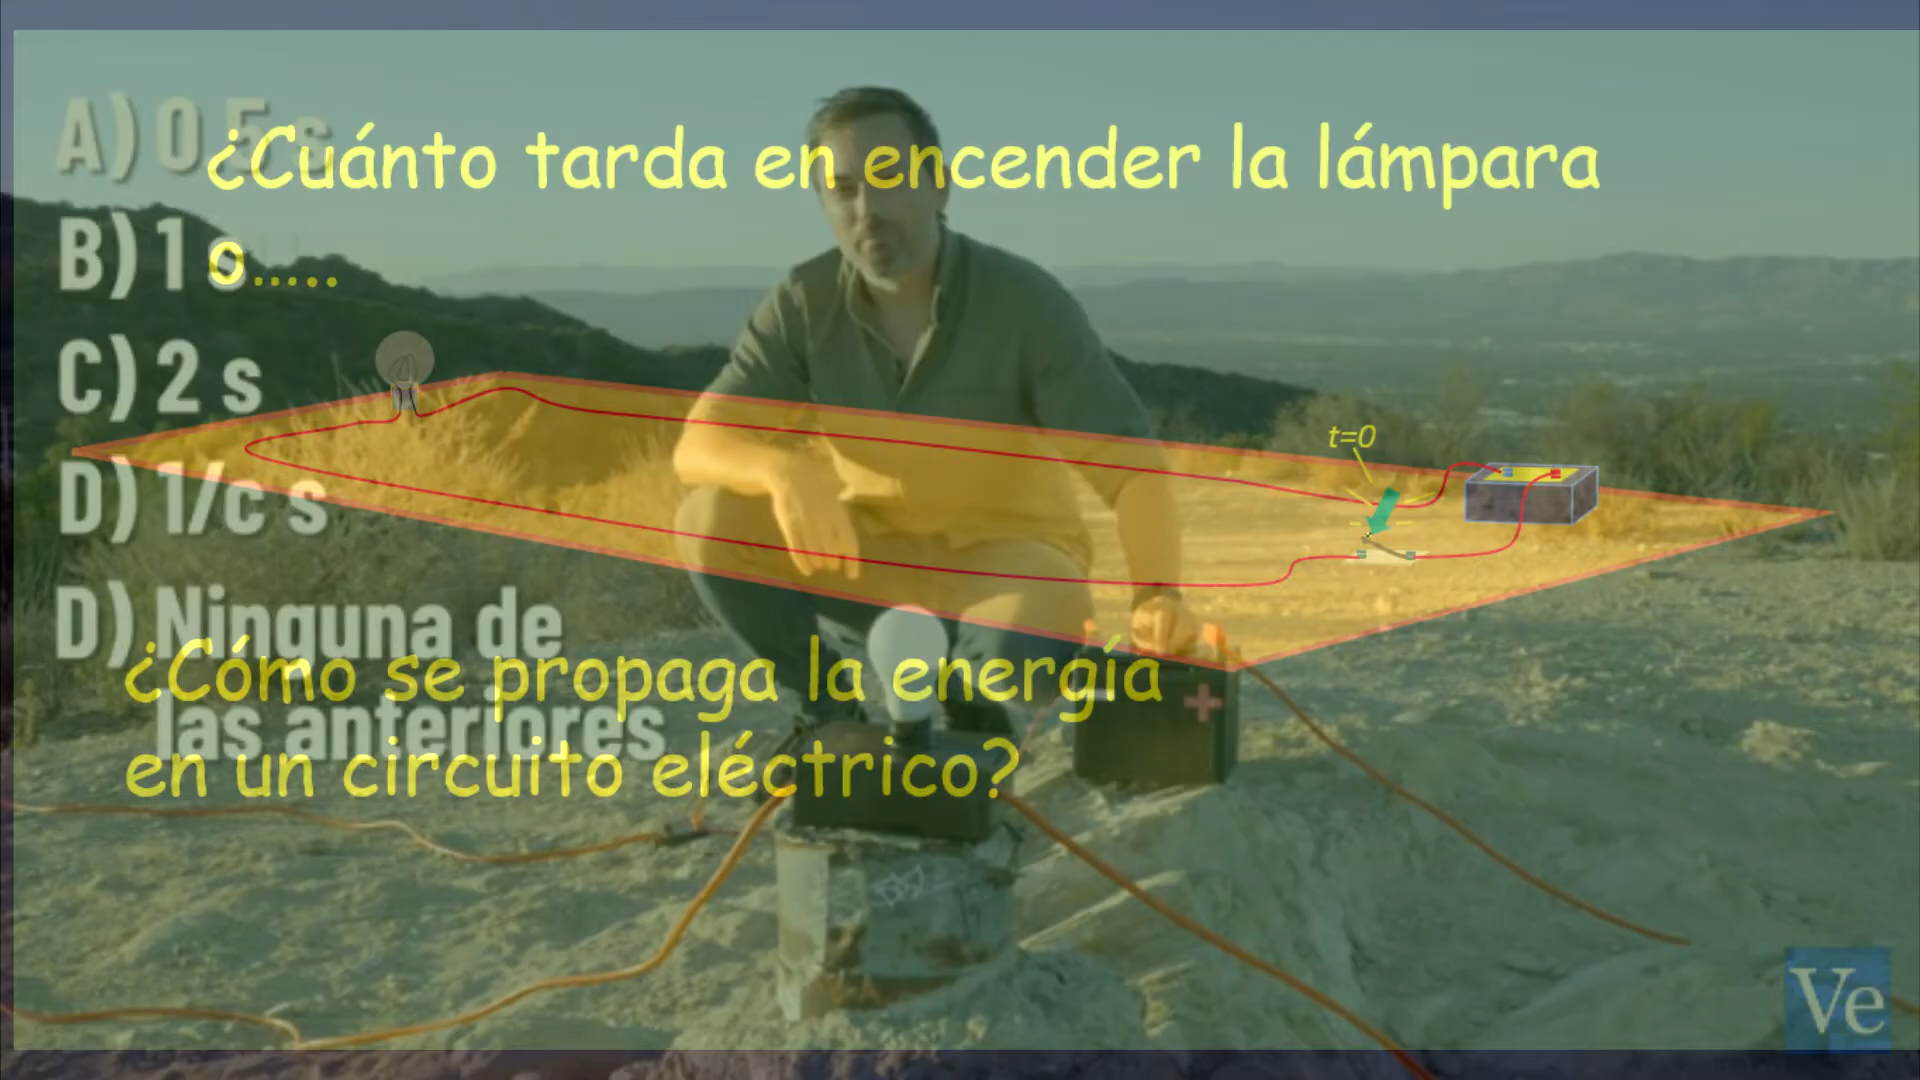 A) 0 5 s
¿Cuánto tarda en encender la lámpara
B) 1
o.....
C) 2 s
t=0
D) 1/c s
D) Ninguna de
las anteriores
¿Cómo se propaga la energía
en un circuito eléctrico?
- +
Ve